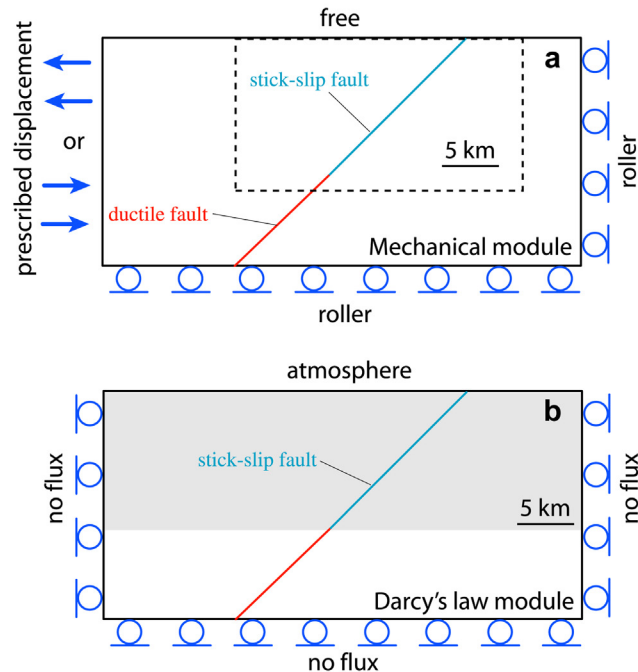 free
a
stick-slip fault
prescribed displacement
or
5 km
roller
ductile fault
Mechanical module
roller
atmosphere
b
stick-slip fault
no flux
no flux
5 km
Darcy's law module
no flux